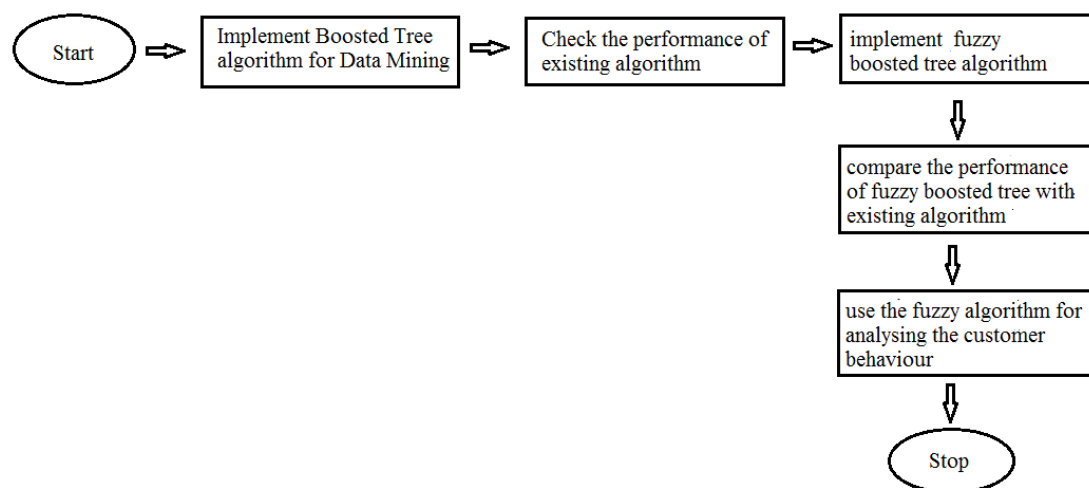 Start
Implement Boosted Tree
algorithm for Data Mining
Check the performance of
existing algorithm
implement fuzzy
boosted tree algorithm
compare the performance
of fuzzy boosted tree with
existing algorithm
use the fuzzy algorithm for
analysing the customer
behaviour
Stop